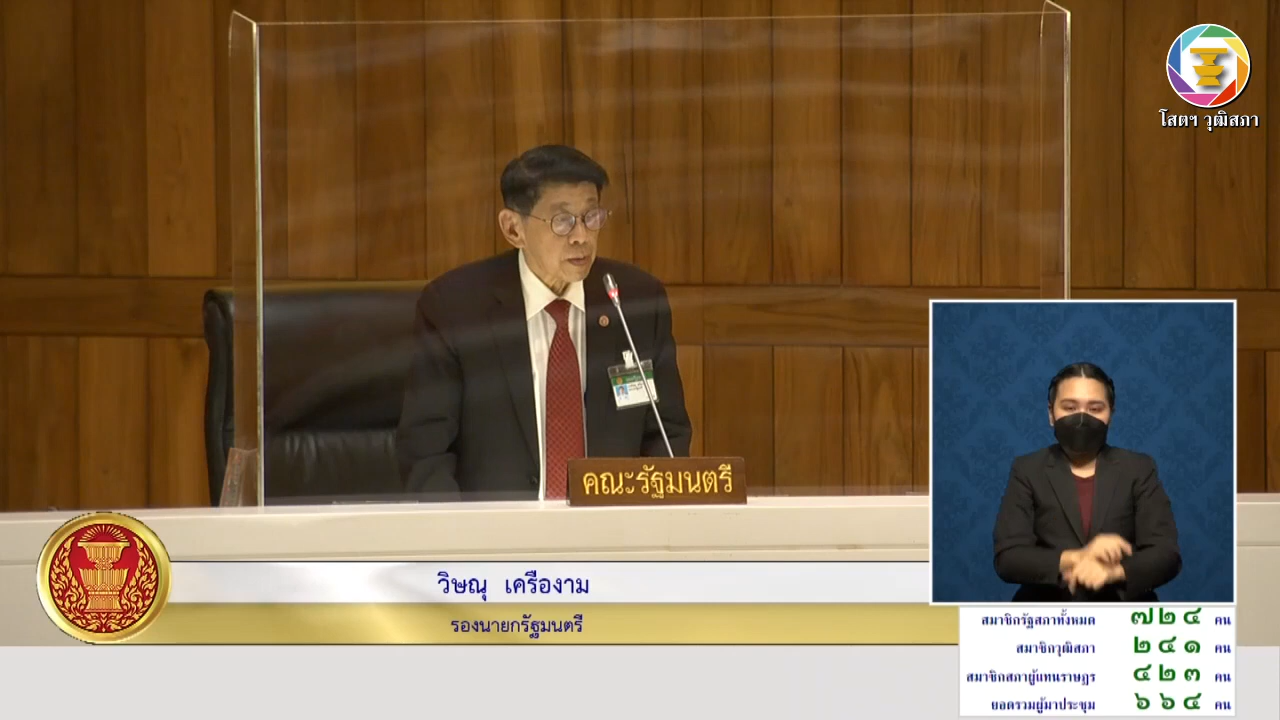 โสตฯ วุฒิสภา
คณะรัฐมนตรี
วิษณุ เครืองาม
รองนายกรัฐมนตรี
สมาชิกรัฐสภาทั้งหมด ๗๒๔ คน
สมาชิกวุฒิสภา ๒๔๑ คน
สมาชิกสภาผู้แทนราษฎร ๔๒๓ คน
ยอดรวมผู้มาประชุม ๖๖๔ คน